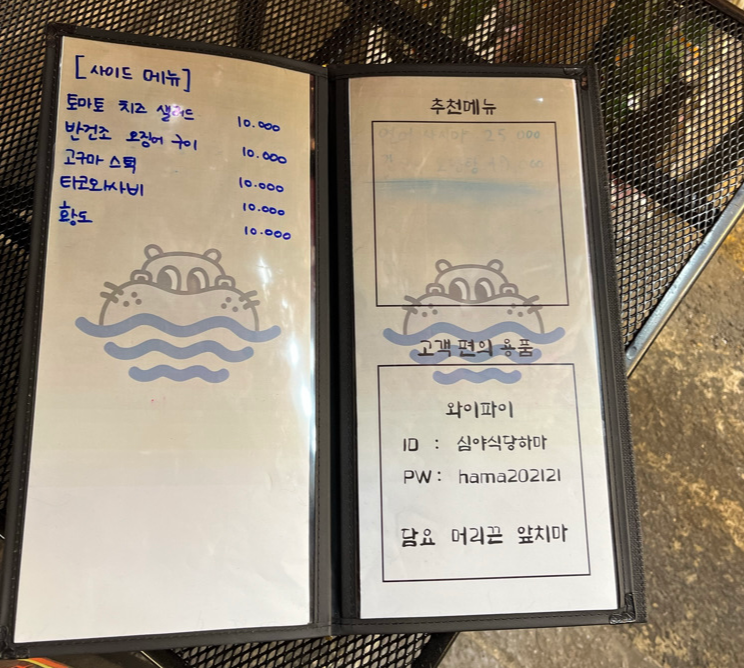 [사이드 메뉴]
토마토 치즈 샐러드 10.000
반건조 오징어 구이 10.000
고구마 스틱 10.000
타코와사비 10.000
황도 10.000
추천메뉴
25 000
000
고객 편의 용품
와이파이
ID : 심야식당하마
PW : hama202121
담요 머리끈 앞치마